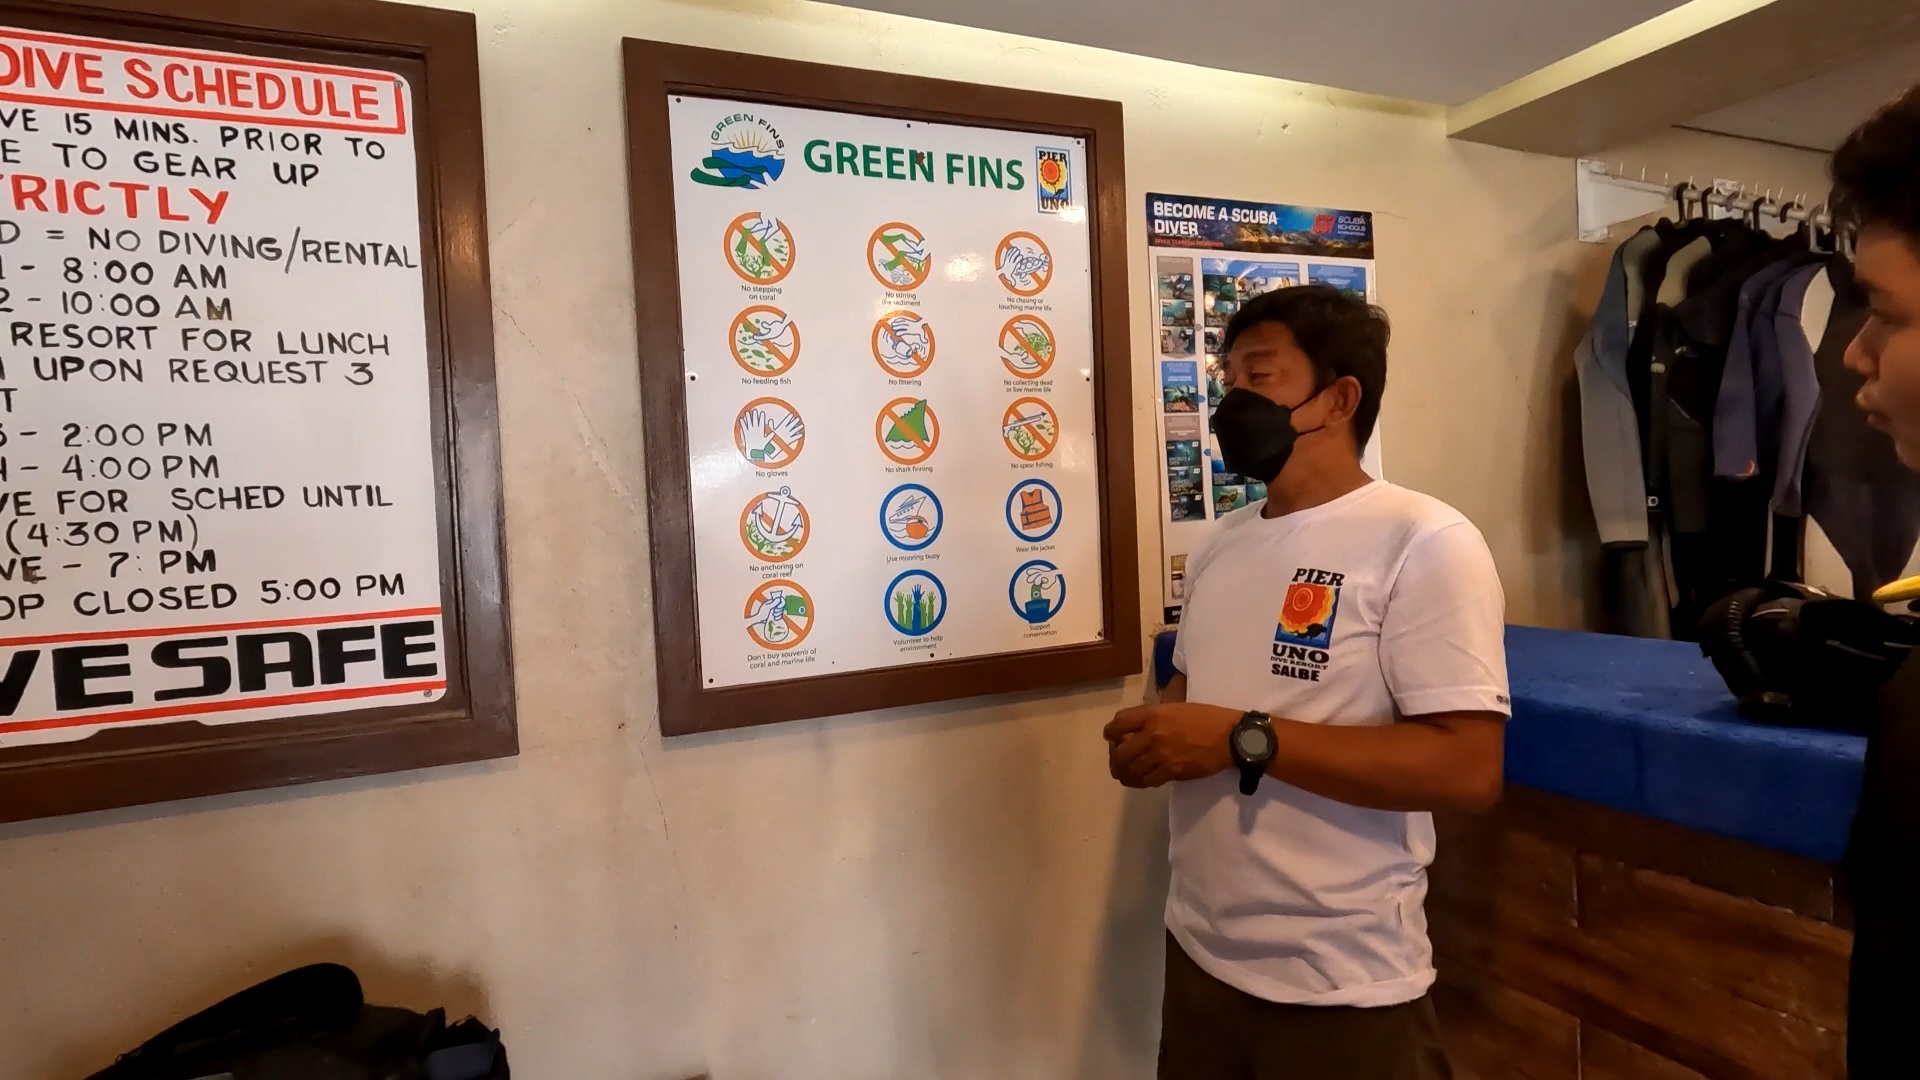 DIVE SCHEDULE
VE 15 MINS. PRIOR TO
E TO GEAR UP
TRICTLY
D = NO DIVING/RENTAL
1 - 8:00 AM
2 - 10:00 AM
RESORT FOR LUNCH
UPON REQUEST 3
T
3 - 2:00 PM
4 - 4:00 PM
VE FOR SCHED UNTIL
(4:30 PM)
VE - 7: PM
OP CLOSED 5:00 PM
VE SAFE
GREEN FINS
GREEN FINS
PIER
UNO
No stepping
on coral
No stirring
the sediment
No chasing or
touching marine life
No feeding fish
No littering
No collecting dead
or live marine life
No gloves
No shark finning
No spear fishing
No anchoring on
coral reef
Use mooring buoy
Wear life jacket
Don't buy souvenir of
coral and marine life
Volunteer to help
environment
Support
conservation
BECOME A SCUBA
DIVER
SCUBA
SCHOOLS
PIER
UNO
DIVE RESORT
SALBE